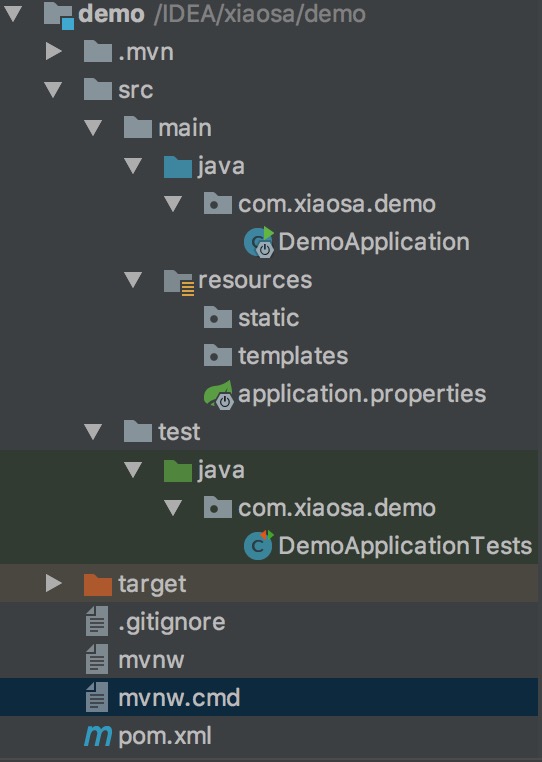 demo /IDEA/xiaosa/demo
.mvn
src
main
java
com.xiaosa.demo
DemoApplication
resources
static
templates
application.properties
test
java
com.xiaosa.demo
DemoApplicationTests
target
.gitignore
mvnw
mvnw.cmd
pom.xml